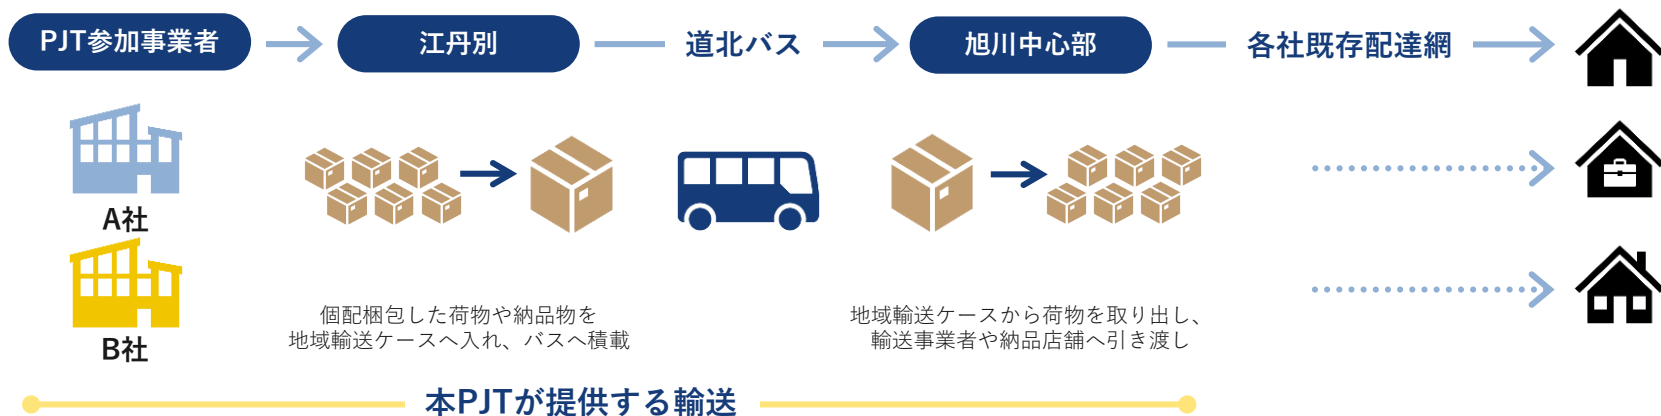 PJT参加事業者
江丹別
道北バス
旭川中心部
各社既存配達網
A社
B社
個配梱包した荷物や納品物を
地域輸送ケースへ入れ、バスへ積載
地域輸送ケースから荷物を取り出し、
輸送事業者や納品店舗へ引き渡し
本PJTが提供する輸送